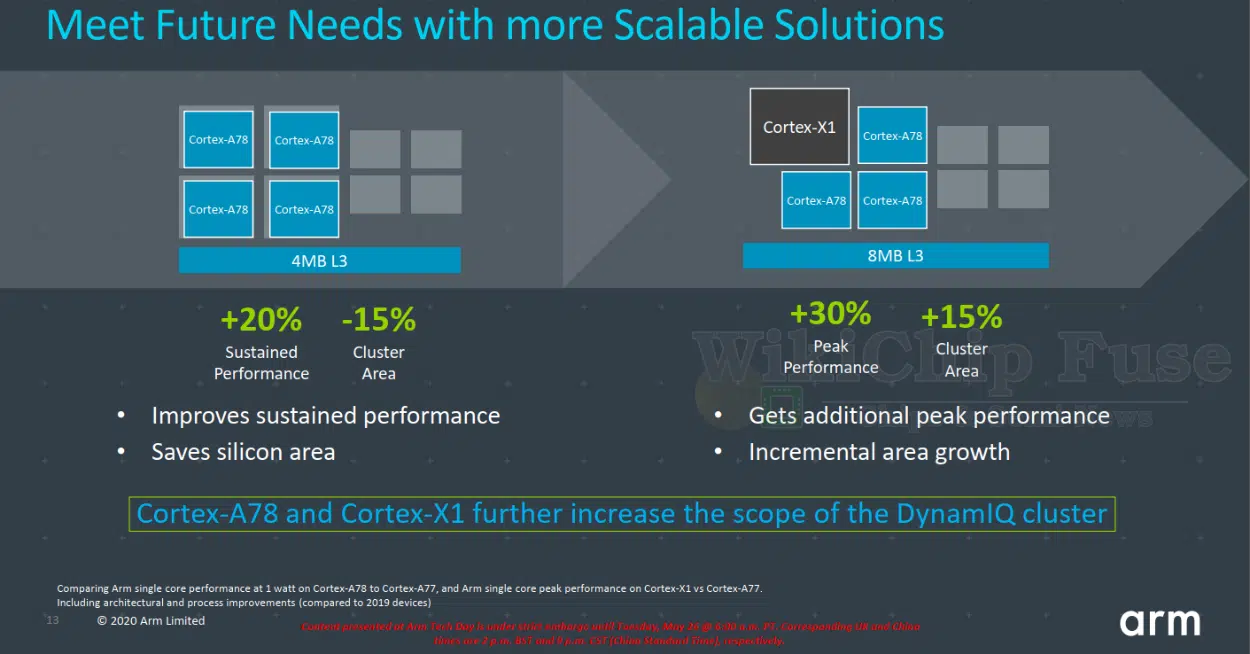 Meet Future Needs with more Scalable Solutions
Cortex-A78 Cortex-A78
Cortex-A78 Cortex-A78
4MB L3
Cortex-X1 Cortex-A78
Cortex-A78 Cortex-A78
8MB L3
+20% -15%
Sustained Performance
Cluster Area
+30% +15%
Peak Performance
Cluster Area
WikiChip Fuse
• Improves sustained performance
• Saves silicon area
• Gets additional peak performance
• Incremental area growth
Cortex-A78 and Cortex-X1 further increase the scope of the DynamIQ cluster
Comparing Arm single core performance at 1 watt on Cortex-A78 to Cortex-A77, and Arm single core peak performance on Cortex-X1 vs Cortex-A77.
Including architectural and process improvements (compared to 2019 devices)
13 © 2020 Arm Limited
Content presented at Arm Tech Day is under strict embargo until Tuesday, May 26 @ 6:00 a.m. PT. Corresponding UK and China
times are 2 p.m. BST and 9 p.m. CST (China Standard Time), respectively.
arm